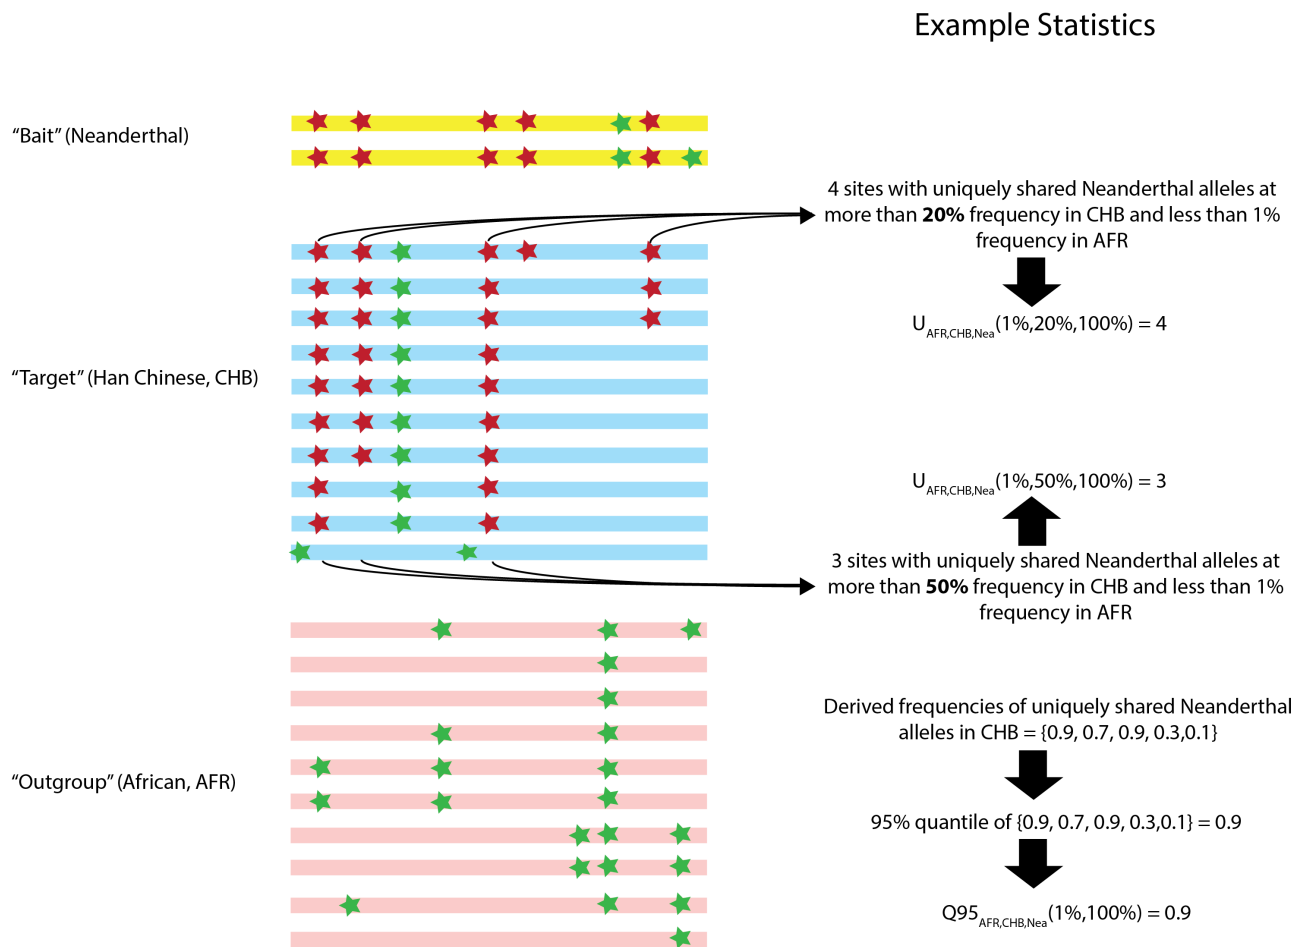 Example Statistics
“Bait” (Neanderthal)
4 sites with uniquely shared Neanderthal alleles at
more than 20% frequency in CHB and less than 1%
frequency in AFR
U AFR,CHB,Nea (1%,20%,100%) = 4
“Target” (Han Chinese, CHB)
U AFR,CHB,Nea (1%,50%,100%) = 3
3 sites with uniquely shared Neanderthal alleles at
more than 50% frequency in CHB and less than 1%
frequency in AFR
Derived frequencies of uniquely shared Neanderthal
alleles in CHB = {0.9, 0.7, 0.9, 0.3,0.1}
“Outgroup” (African, AFR)
95% quantile of {0.9, 0.7, 0.9, 0.3,0.1} = 0.9
Q95 AFR,CHB,Nea (1%,100%) = 0.9